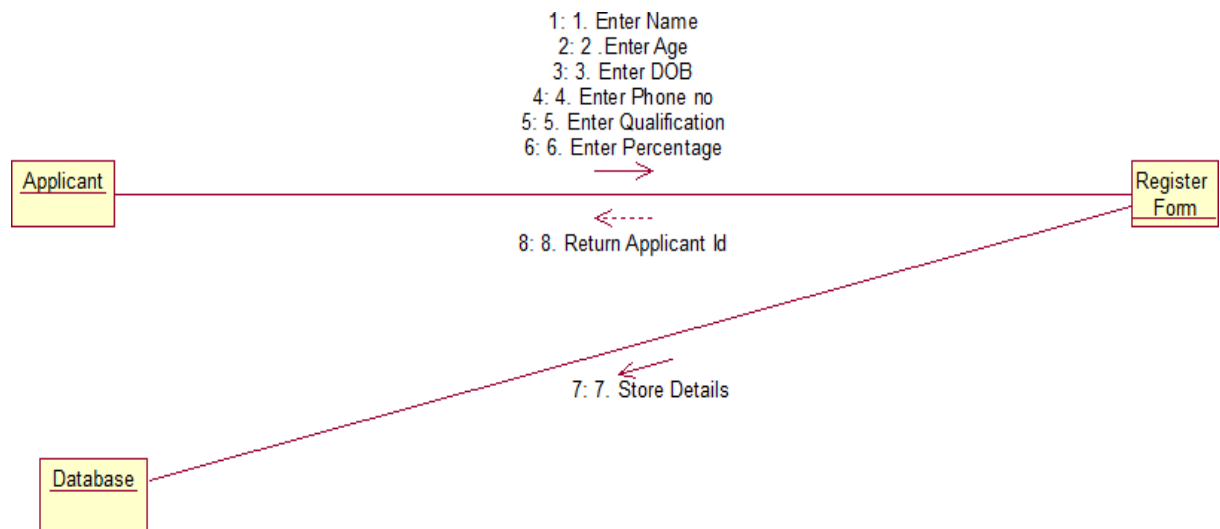 1: 1. Enter Name
2: 2 .Enter Age
3: 3. Enter DOB
4: 4. Enter Phone no
5: 5. Enter Qualification
6: 6. Enter Percentage
Applicant
Register
Form
8: 8. Return Applicant Id
7: 7. Store Details
Database